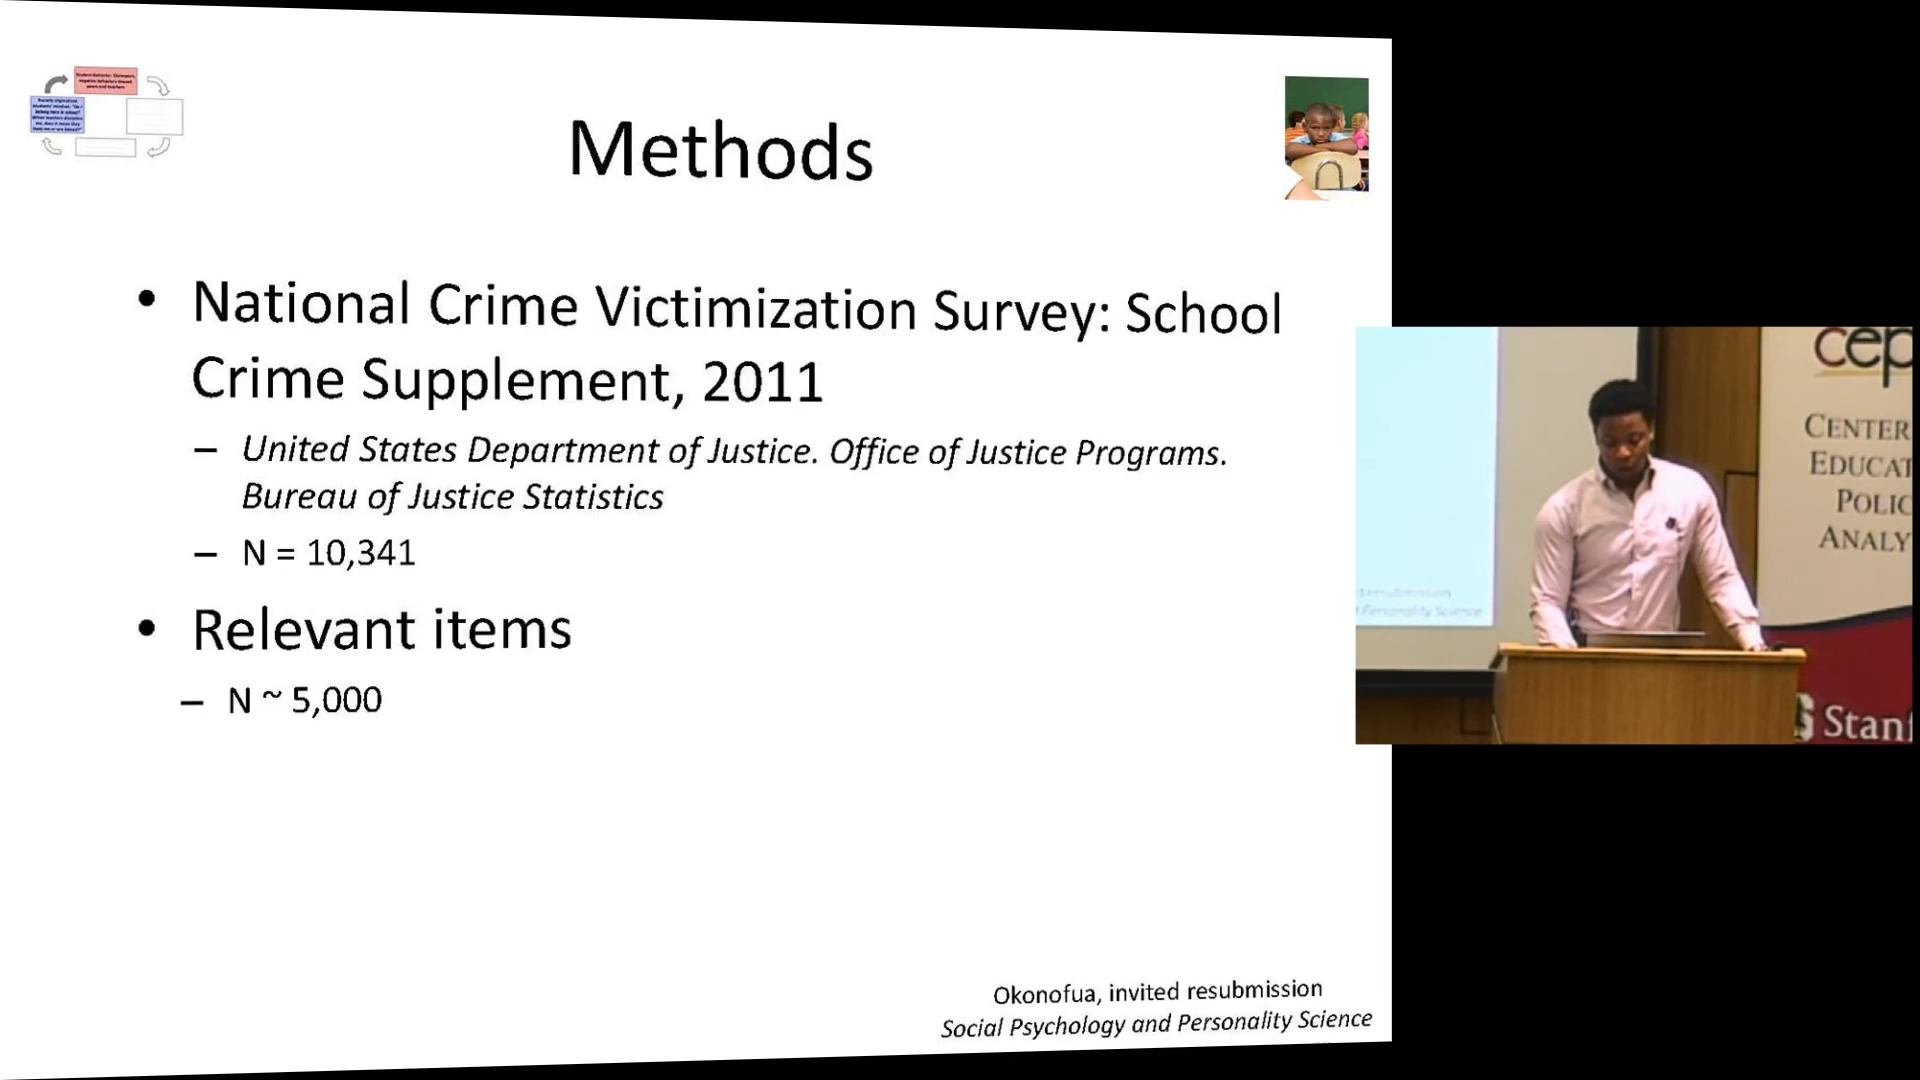 Methods
• National Crime Victimization Survey: School
Crime Supplement, 2011
– United States Department of Justice. Office of Justice Programs.
Bureau of Justice Statistics
– N = 10,341
• Relevant items
– N ~ 5,000
Okonofua, invited resubmission
Social Psychology and Personality Science
cep
CENTER
EDUCAT
POLIC
ANALY
Stanf
Personality Science